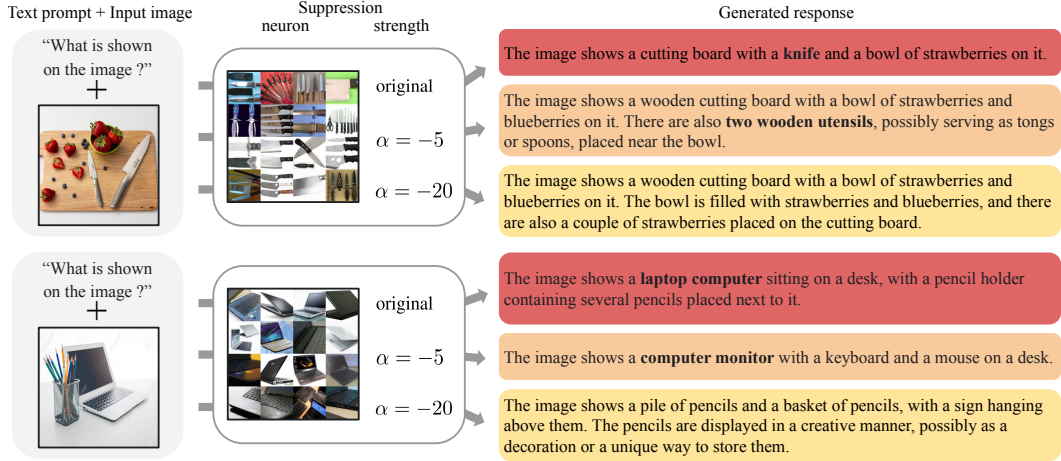 Text prompt + Input image
Suppression
neuron strength
Generated response
“What is shown
on the image ?”
+
original
α = −5
α = −20
The image shows a cutting board with a knife and a bowl of strawberries on it.
The image shows a wooden cutting board with a bowl of strawberries and
blueberries on it. There are also two wooden utensils, possibly serving as tongs
or spoons, placed near the bowl.
The image shows a wooden cutting board with a bowl of strawberries and
blueberries on it. The bowl is filled with strawberries and blueberries, and there
are also a couple of strawberries placed on the cutting board.
“What is shown
on the image ?”
+
original
α = −5
α = −20
The image shows a laptop computer sitting on a desk, with a pencil holder
containing several pencils placed next to it.
The image shows a computer monitor with a keyboard and a mouse on a desk.
The image shows a pile of pencils and a basket of pencils, with a sign hanging
above them. The pencils are displayed in a creative manner, possibly as a
decoration or a unique way to store them.